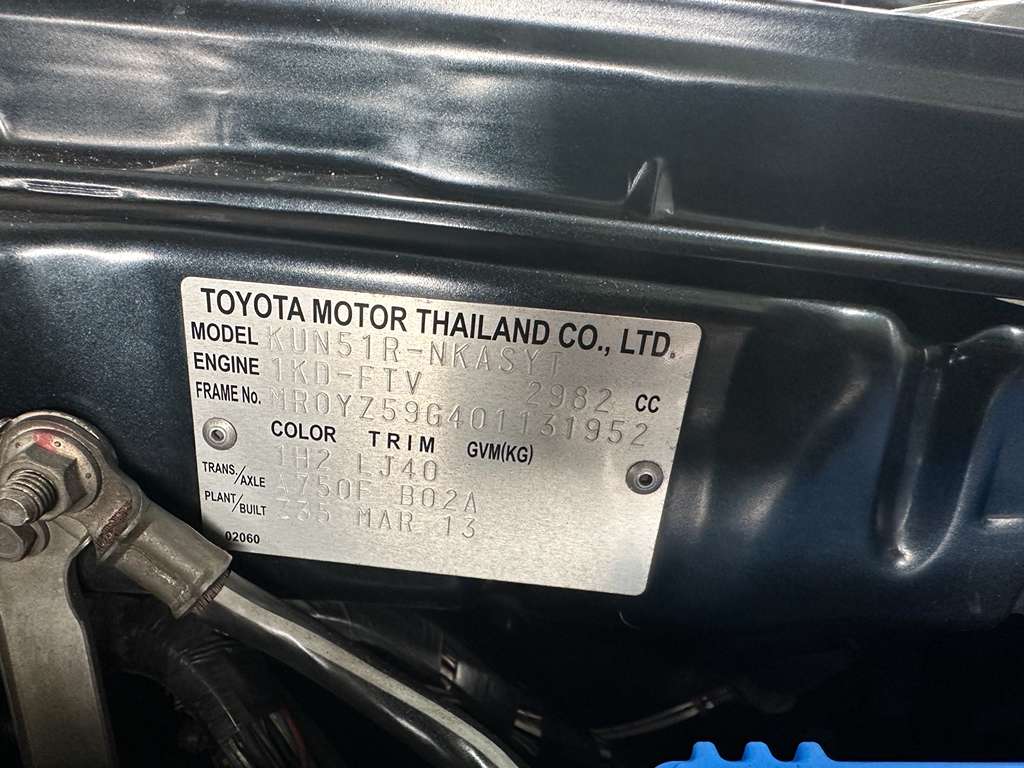 TOYOTA MOTOR THAILAND CO., LTD.
MODEL KUN51R-NKASYT
ENGINE 1KD-FTV 2982 CC
FRAME No. MR0YZ59G401131952
COLOR TRIM GVM(KG)
1H2 LJ40
TRANS./AXLE A750F B02A
PLANT/BUILT 335 MAR 13
02060